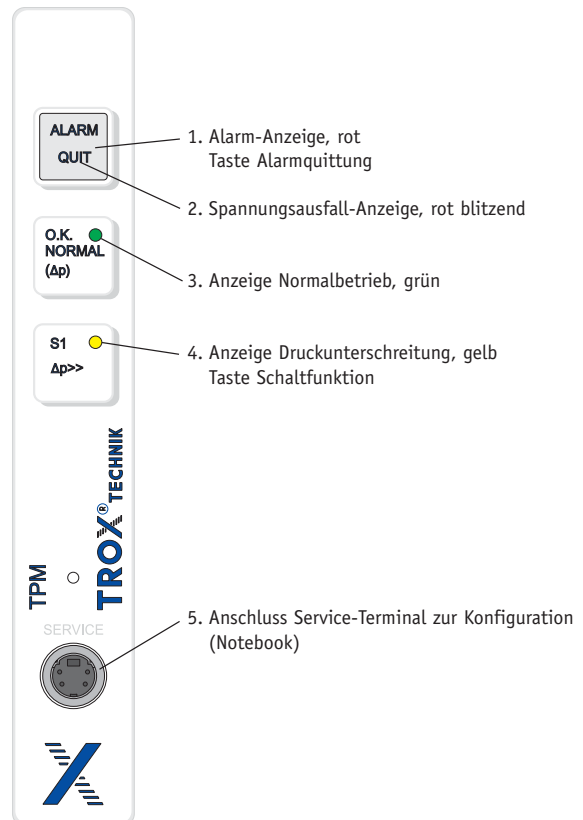 ALARM
QUIT
1. Alarm-Anzeige, rot
Taste Alarmquittung
2. Spannungsausfall-Anzeige, rot blitzend
O.K.
NORMAL
(Δp)
3. Anzeige Normalbetrieb, grün
S1
Δp>>
4. Anzeige Druckunterschreitung, gelb
Taste Schaltfunktion
TROX® TECHNIK
TPM
SERVICE
5. Anschluss Service-Terminal zur Konfiguration
(Notebook)